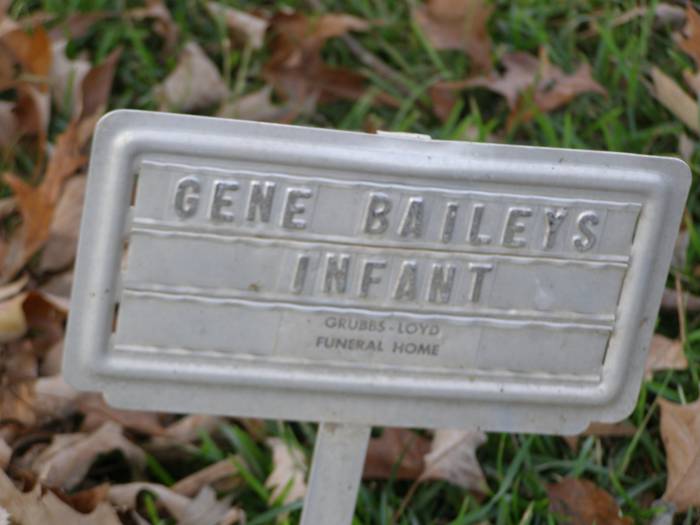 GENE BAILEYS
INFANT
GRUBBS-LOYD
FUNERAL HOME